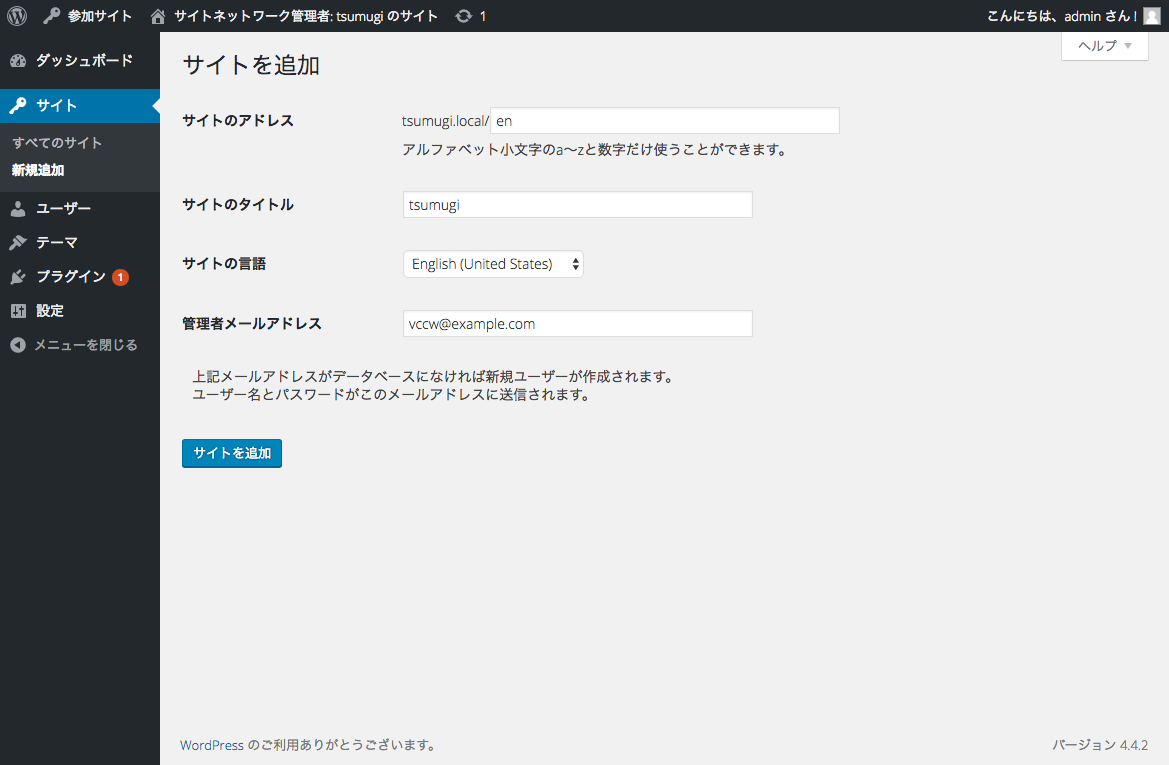 参加サイト サイトネットワーク管理者: tsumugi のサイト 1 こんにちは、admin さん !
ヘルプ
ダッシュボード
サイト
すべてのサイト
新規追加
ユーザー
テーマ
プラグイン 1
設定
メニューを閉じる
サイトを追加
サイトのアドレス tsumugi.local/ en
アルファベット小文字のa〜zと数字だけ使うことができます。
サイトのタイトル tsumugi
サイトの言語 English (United States)
管理者メールアドレス vccw@example.com
上記メールアドレスがデータベースになければ新規ユーザーが作成されます。
ユーザー名とパスワードがこのメールアドレスに送信されます。
サイトを追加
WordPress のご利用ありがとうございます。 バージョン 4.4.2